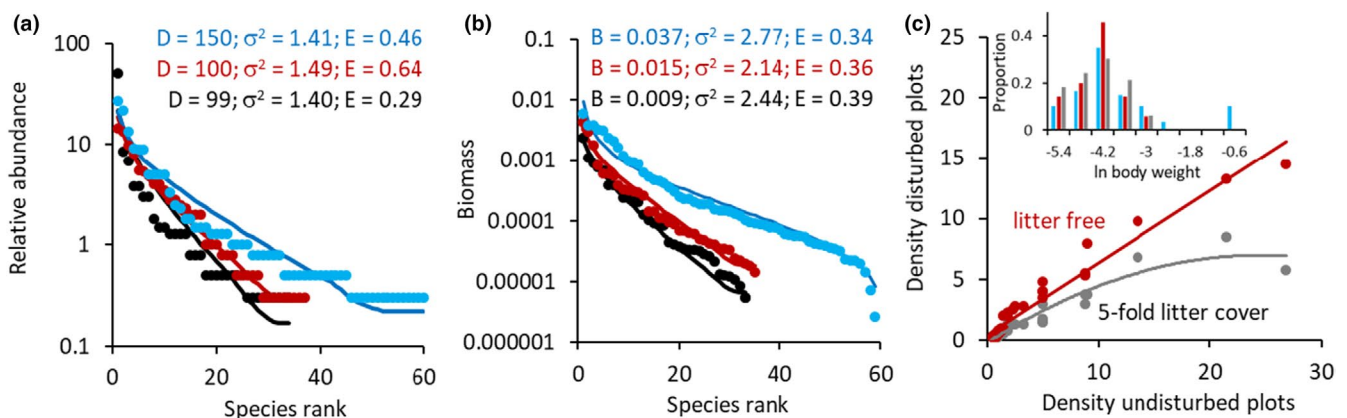 (a)
D = 150; σ² = 1.41; E = 0.46
D = 100; σ² = 1.49; E = 0.64
D = 99; σ² = 1.40; E = 0.29
Relative abundance
100
10
1
0.1
0
20
40
60
Species rank
(b)
B = 0.037; σ² = 2.77; E = 0.34
B = 0.015; σ² = 2.14; E = 0.36
B = 0.009; σ² = 2.44; E = 0.39
Biomass
0.1
0.01
0.001
0.0001
0.00001
0.000001
0
20
40
60
Species rank
(c)
Density disturbed plots
25
20
15
10
5
0
Proportion
0.4
0.2
0
-5.4
-4.2
-3
-1.8
-0.6
ln body weight
litter free
5-fold litter cover
0
10
20
30
Density undisturbed plots